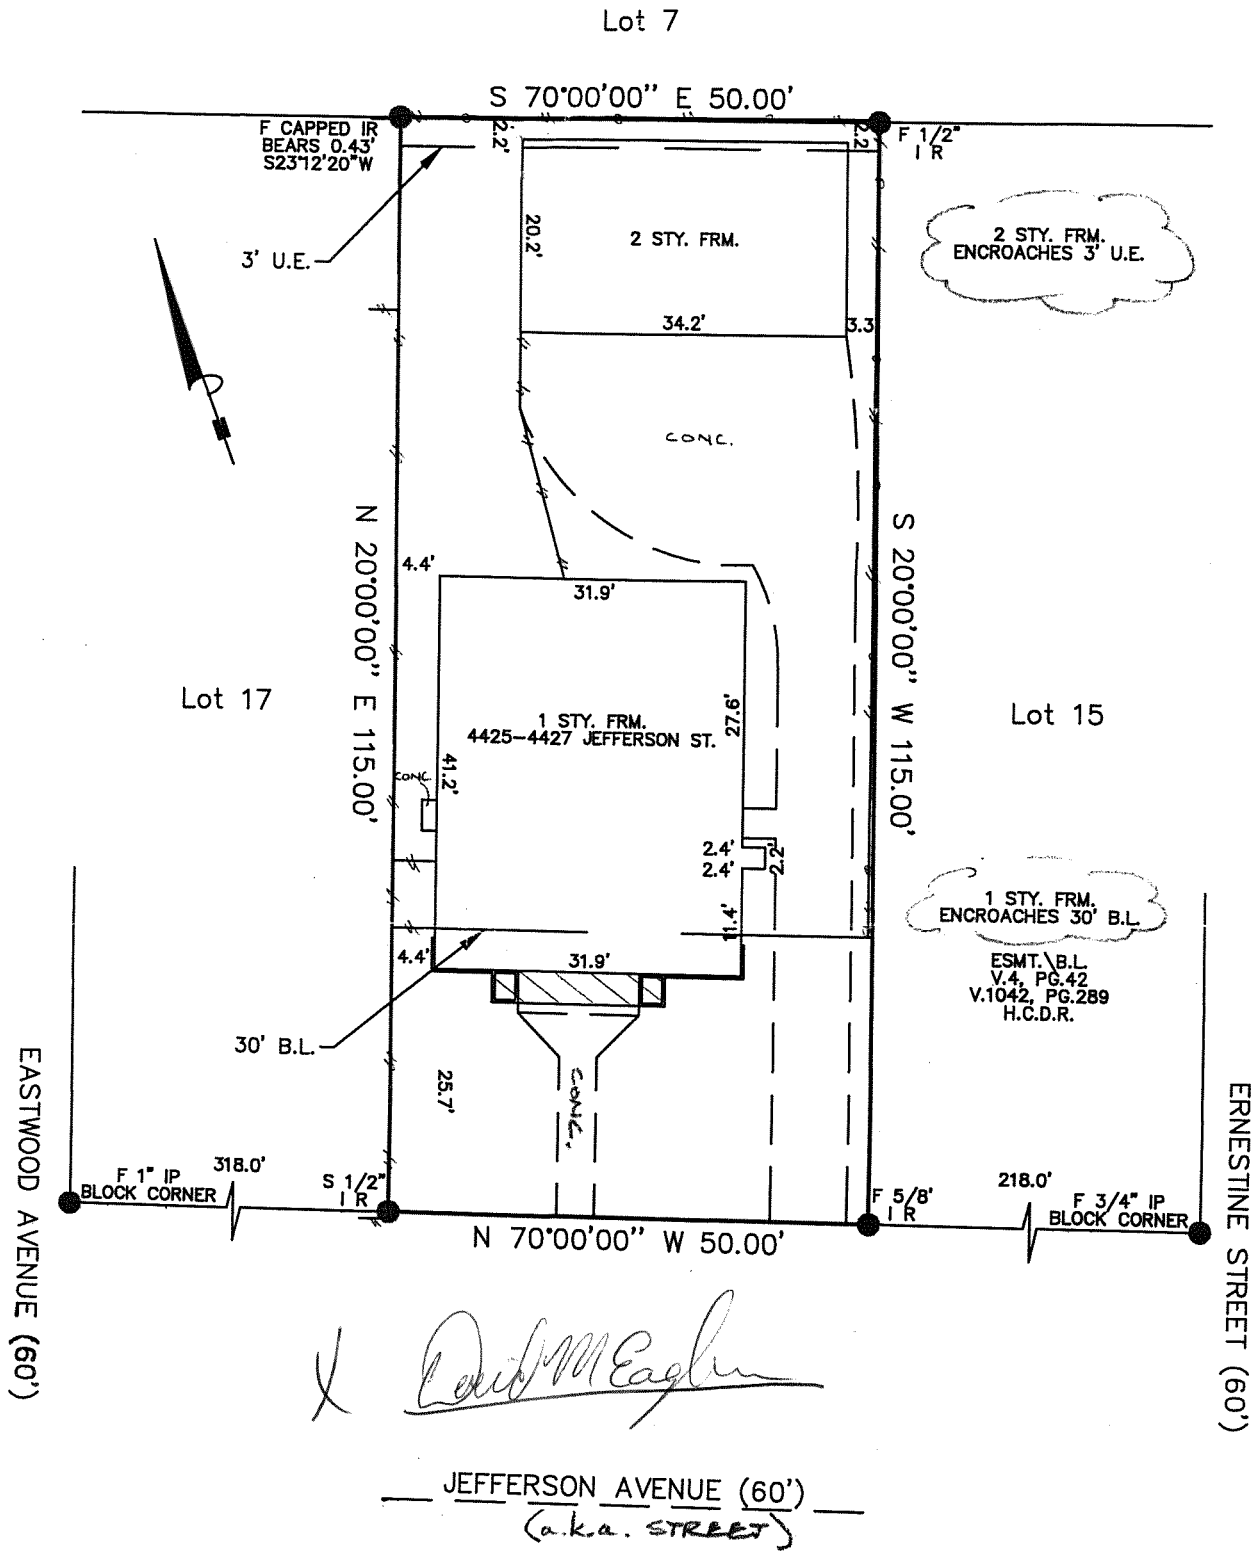 Lot 7
S 70°00'00" E 50.00'
F CAPPED IR
BEARS 0.43'
S23°12'20"W
2.2'
2.2
F 1/2"
I R
3' U.E.
20.2'
2 STY. FRM.
2 STY. FRM.
ENCROACHES 3' U.E.
34.2'
3.3
CONC.
N 20°00'00" E 115.00'
S 20°00'00" W 115.00'
4.4'
31.9'
Lot 17
Lot 15
1 STY. FRM.
4425-4427 JEFFERSON ST.
27.6'
41.2'
CONC.
2.4'
2.4'
2.2'
11.4'
1 STY. FRM.
ENCROACHES 30' B.L.
ESMT.\B.L.
V.4, PG.42
V.1042, PG.289
H.C.D.R.
4.4'
31.9'
30' B.L.
25.7'
CONC.
EASTWOOD AVENUE (60')
ERNESTINE STREET (60')
F 1" IP
BLOCK CORNER
318.0'
S 1/2"
I R
F 5/8'
I R
218.0'
F 3/4" IP
BLOCK CORNER
N 70°00'00" W 50.00'
X David M Eaglin
JEFFERSON AVENUE (60')
(a.k.a. STREET)